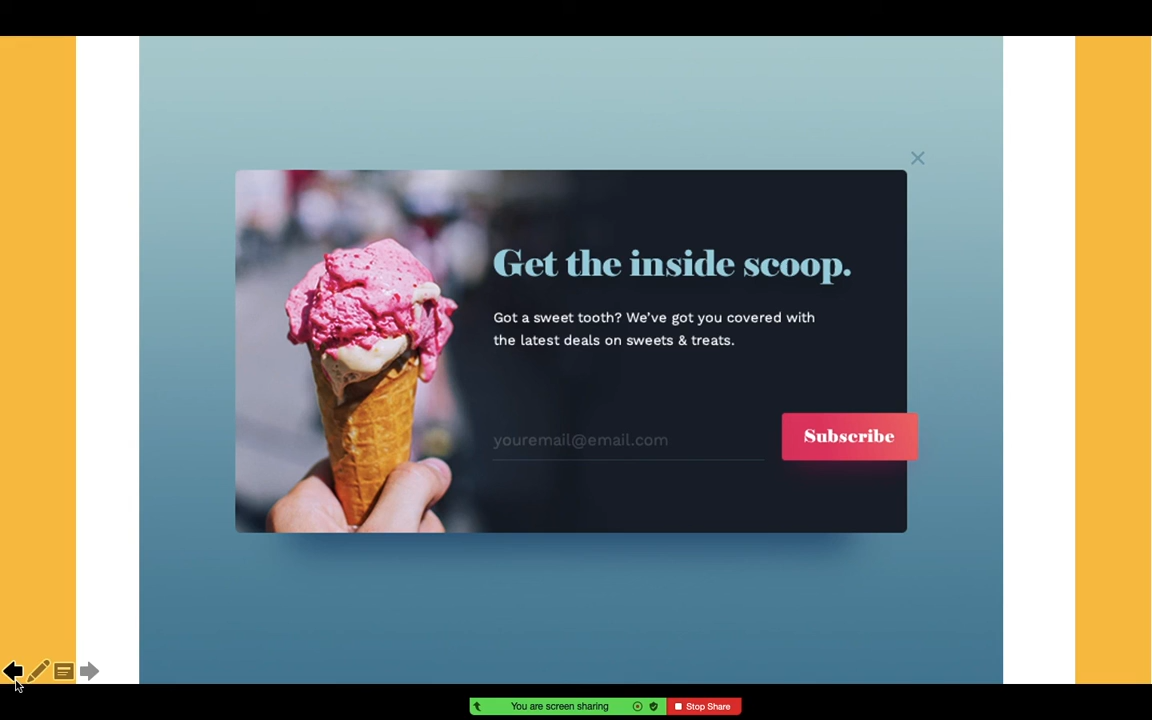 Get the inside scoop.
Got a sweet tooth? We've got you covered with
the latest deals on sweets & treats.
youremail@email.com
Subscribe
You are screen sharing
Stop Share